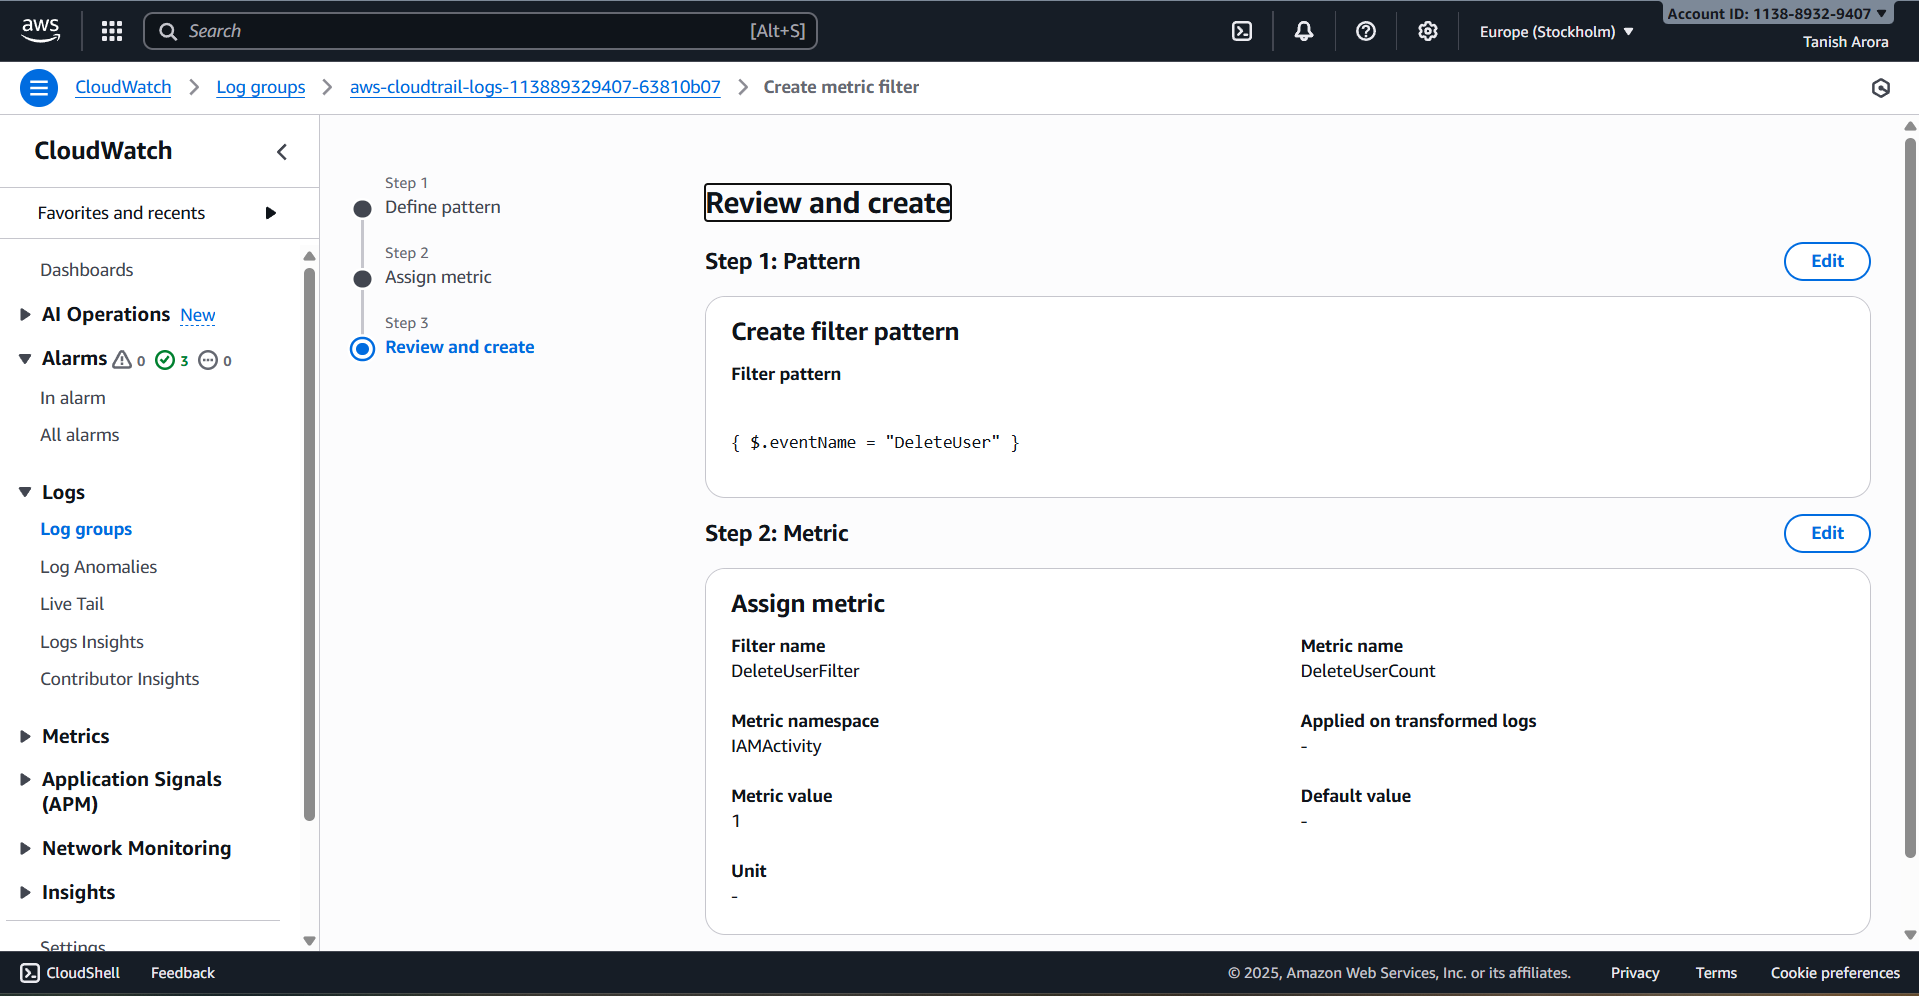 aws
Search
[Alt+S]
Europe (Stockholm)
Account ID: 1138-8932-9407
Tanish Arora
CloudWatch
Log groups
aws-cloudtrail-logs-113889329407-63810b07
Create metric filter
CloudWatch
Favorites and recents
Dashboards
AI Operations New
Alarms 0 3 0
In alarm
All alarms
Logs
Log groups
Log Anomalies
Live Tail
Logs Insights
Contributor Insights
Metrics
Application Signals
(APM)
Network Monitoring
Insights
Settings
Step 1
Define pattern
Step 2
Assign metric
Step 3
Review and create
Review and create
Step 1: Pattern
Edit
Create filter pattern
Filter pattern
{ $.eventName = "DeleteUser" }
Step 2: Metric
Edit
Assign metric
Filter name
DeleteUserFilter
Metric name
DeleteUserCount
Metric namespace
IAMActivity
Applied on transformed logs
-
Metric value
1
Default value
-
Unit
-
CloudShell
Feedback
© 2025, Amazon Web Services, Inc. or its affiliates.
Privacy
Terms
Cookie preferences